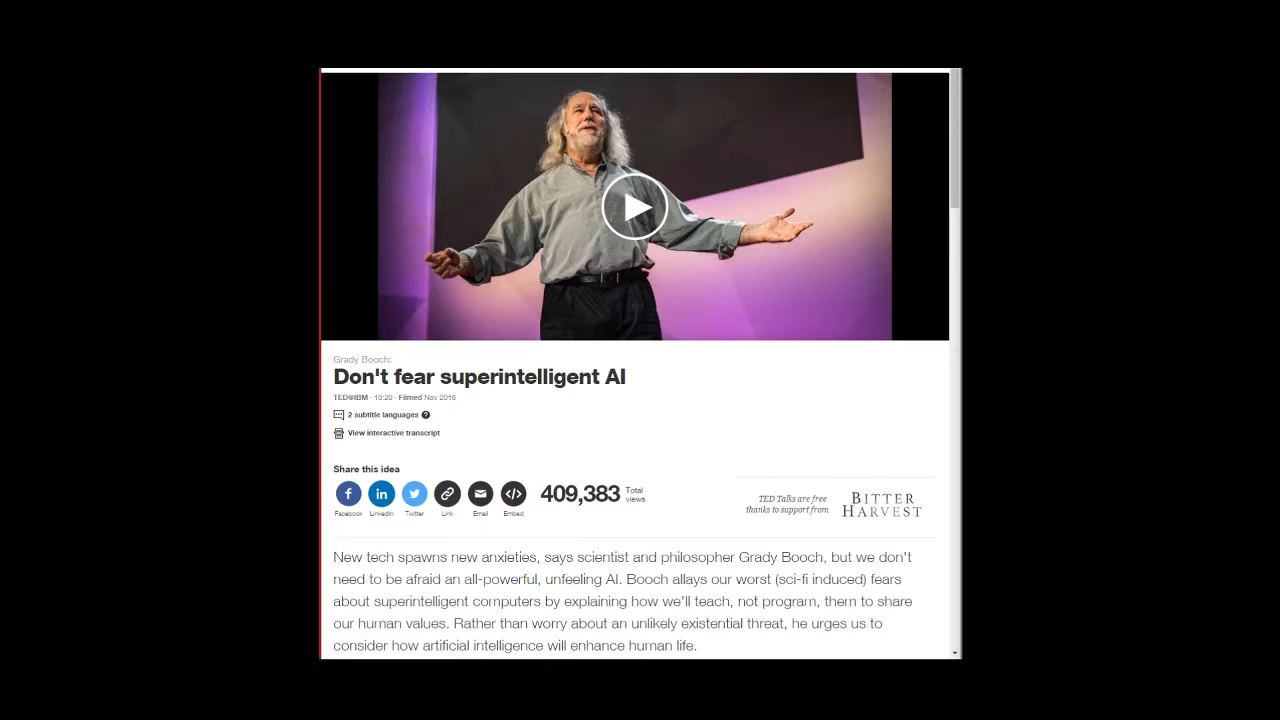 Grady Booch:
Don't fear superintelligent AI
TED@IBM · 10:20 · Filmed Nov 2016
2 subtitle languages ?
View interactive transcript
Share this idea
Facebook LinkedIn Twitter Link Email Embed
409,383 Total views
TED Talks are free
thanks to support from
BITTER
HARVEST
New tech spawns new anxieties, says scientist and philosopher Grady Booch, but we don't
need to be afraid an all-powerful, unfeeling AI. Booch allays our worst (sci-fi induced) fears
about superintelligent computers by explaining how we'll teach, not program, them to share
our human values. Rather than worry about an unlikely existential threat, he urges us to
consider how artificial intelligence will enhance human life.